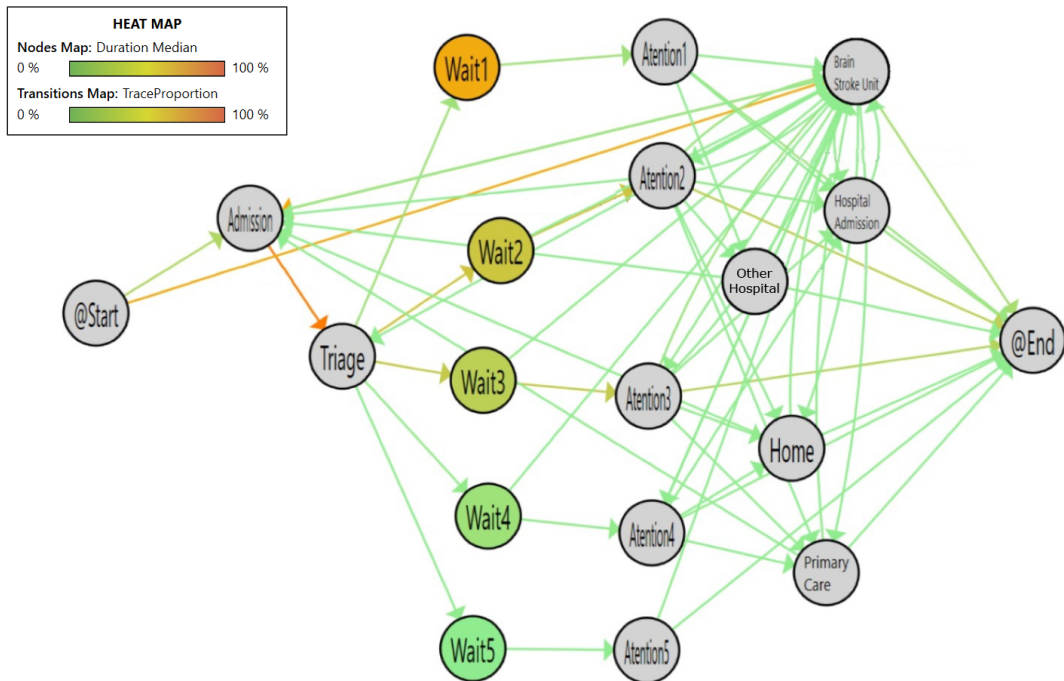 HEAT MAP
Nodes Map: Duration Median
0 %
100 %
Transitions Map: TraceProportion
0 %
100 %
Wait1
Atention1
Brain
Stroke Unit
Atention2
Admission
Hospital
Admission
Wait2
Other
Hospital
@Start
Triage
@End
Wait3
Atention3
Home
Wait4
Atention4
Primary
Care
Wait5
Atention5